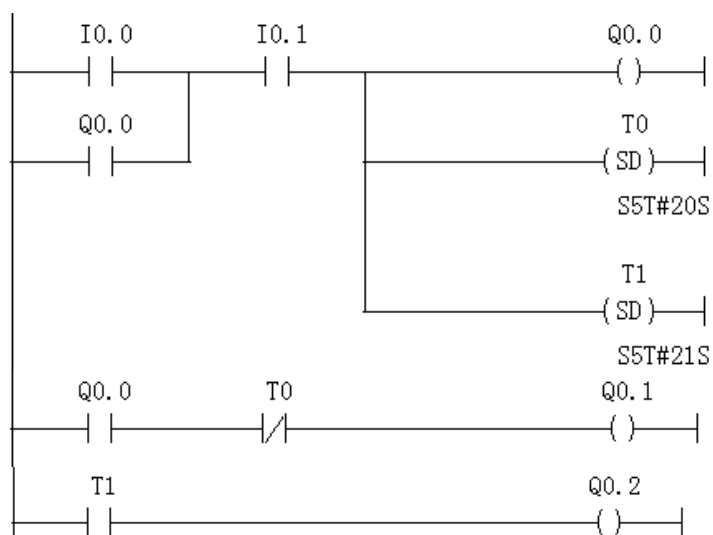 I0.0 I0.1 Q0.0
Q0.0 T0
SD
S5T#20S
T1
SD
S5T#21S
Q0.0 T0 Q0.1
T1 Q0.2